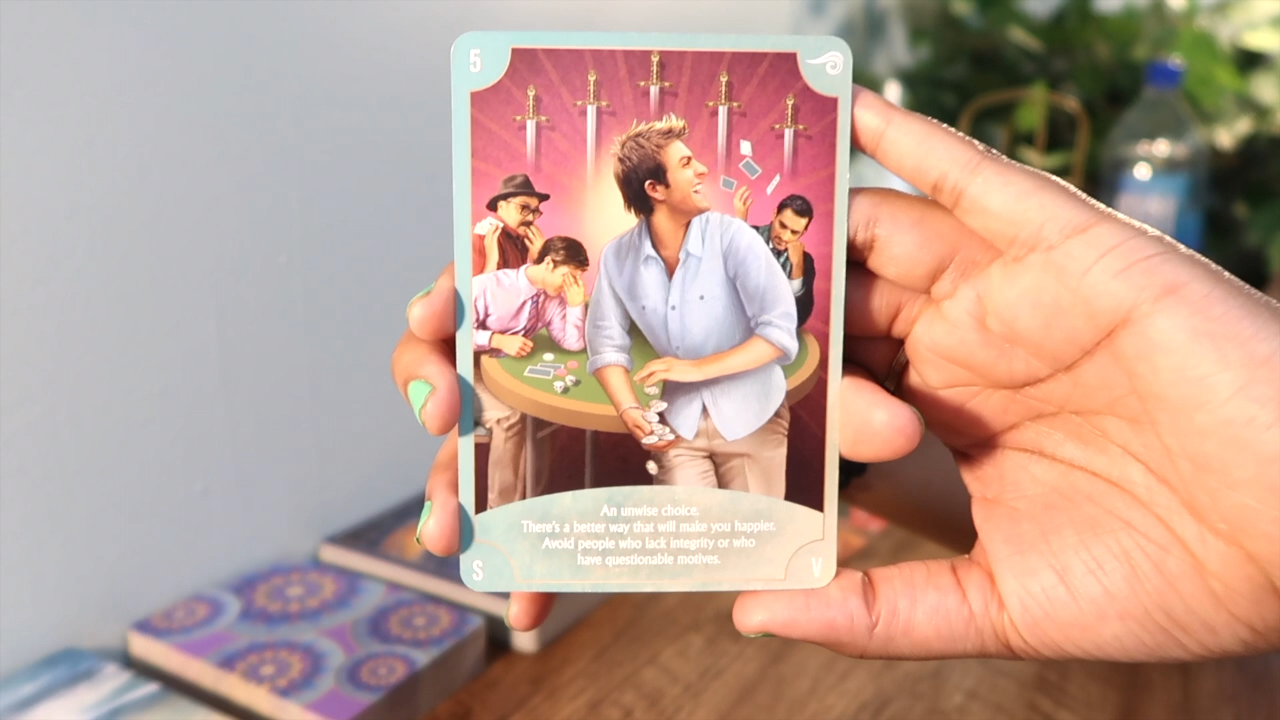 5
An unwise choice.
There's a better way that will make you happier.
Avoid people who lack integrity or who
have questionable motives.
S V